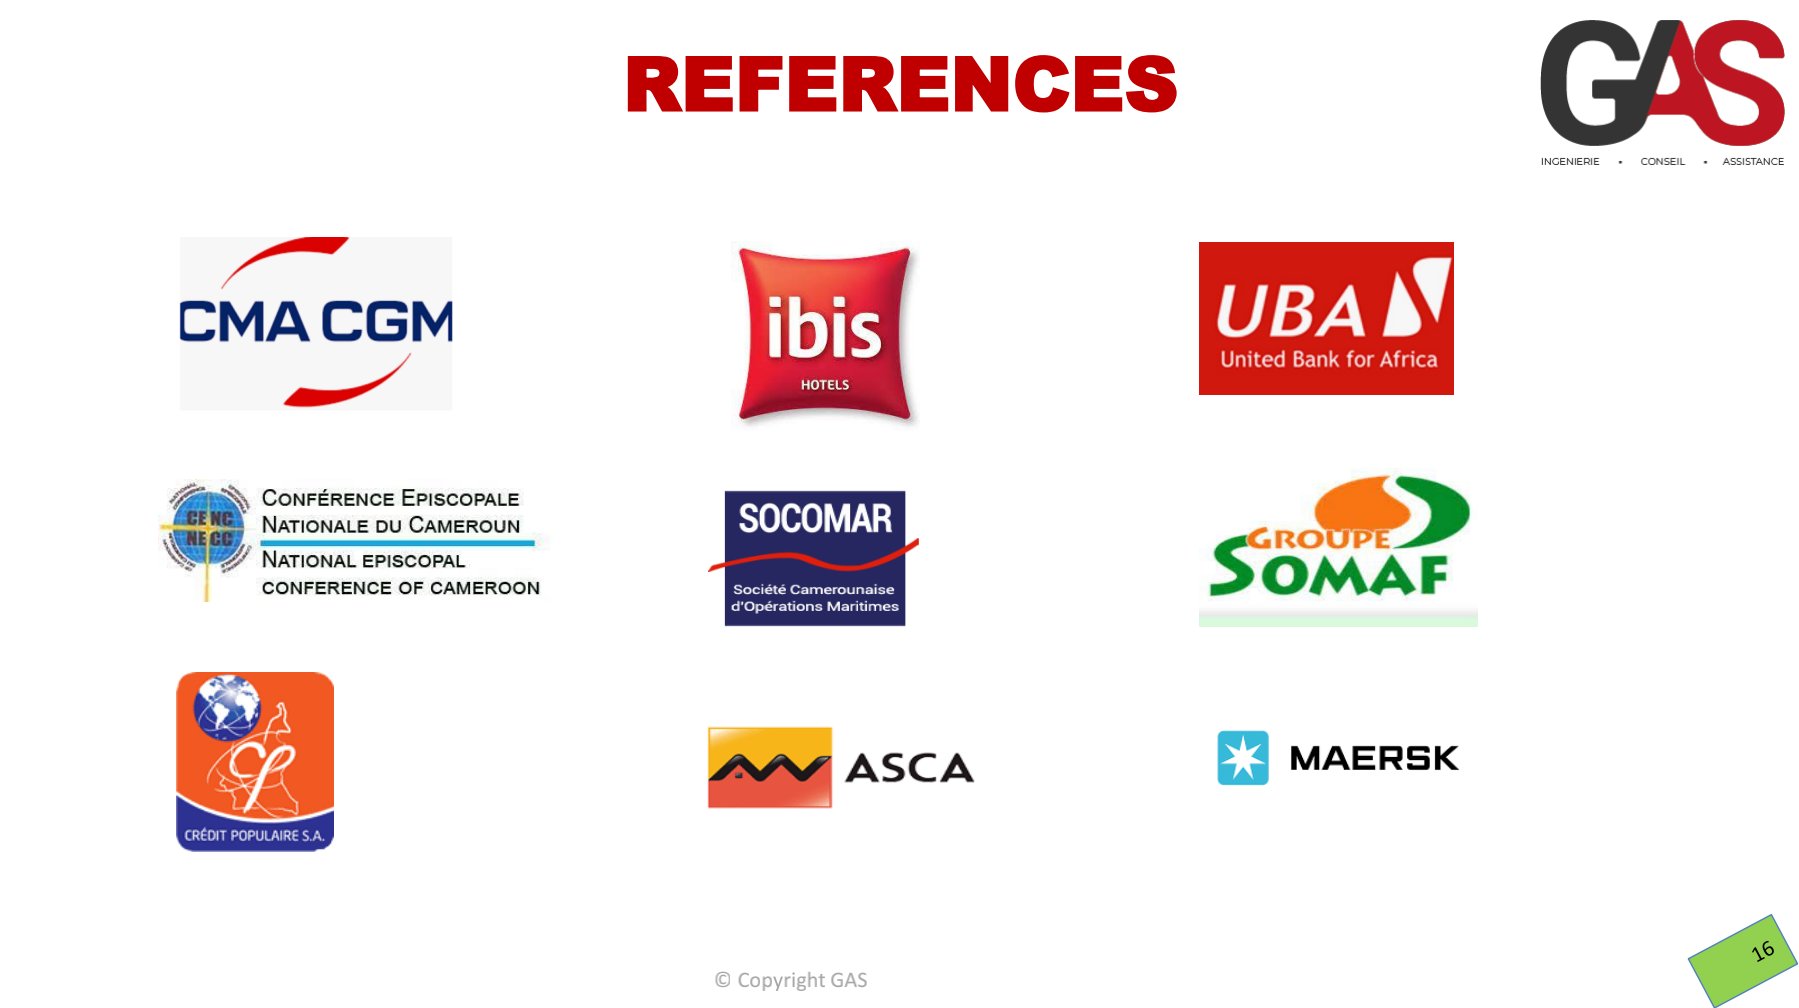 REFERENCES
GAS
INGENIERIE • CONSEIL • ASSISTANCE
CMA CGM
ibis
HOTELS
UBA
United Bank for Africa
CENC
NECC
CONFÉRENCE EPISCOPALE
NATIONALE DU CAMEROUN
NATIONAL EPISCOPAL
CONFERENCE OF CAMEROON
SOCOMAR
Société Camerounaise
d'Opérations Maritimes
GROUPE
SOMAF
cp
CRÉDIT POPULAIRE S.A.
ASCA
MAERSK
© Copyright GAS
16